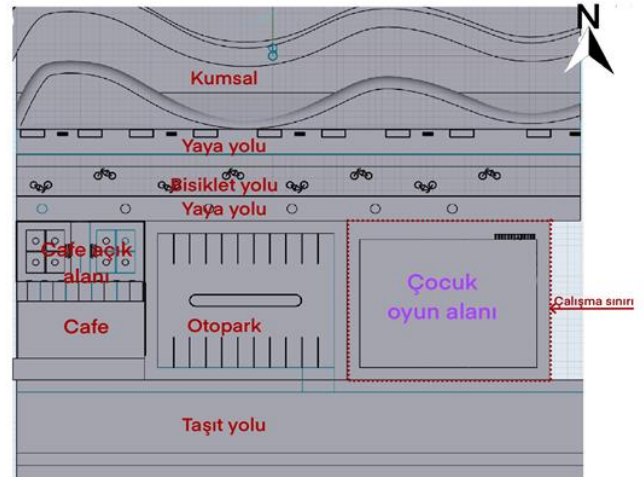 N
Kumsal
Yaya yolu
Bisiklet yolu
Yaya yolu
Cafe açık
alanı
Cafe
Otopark
Çocuk
oyun alanı
Çalışma sınırı
Taşıt yolu